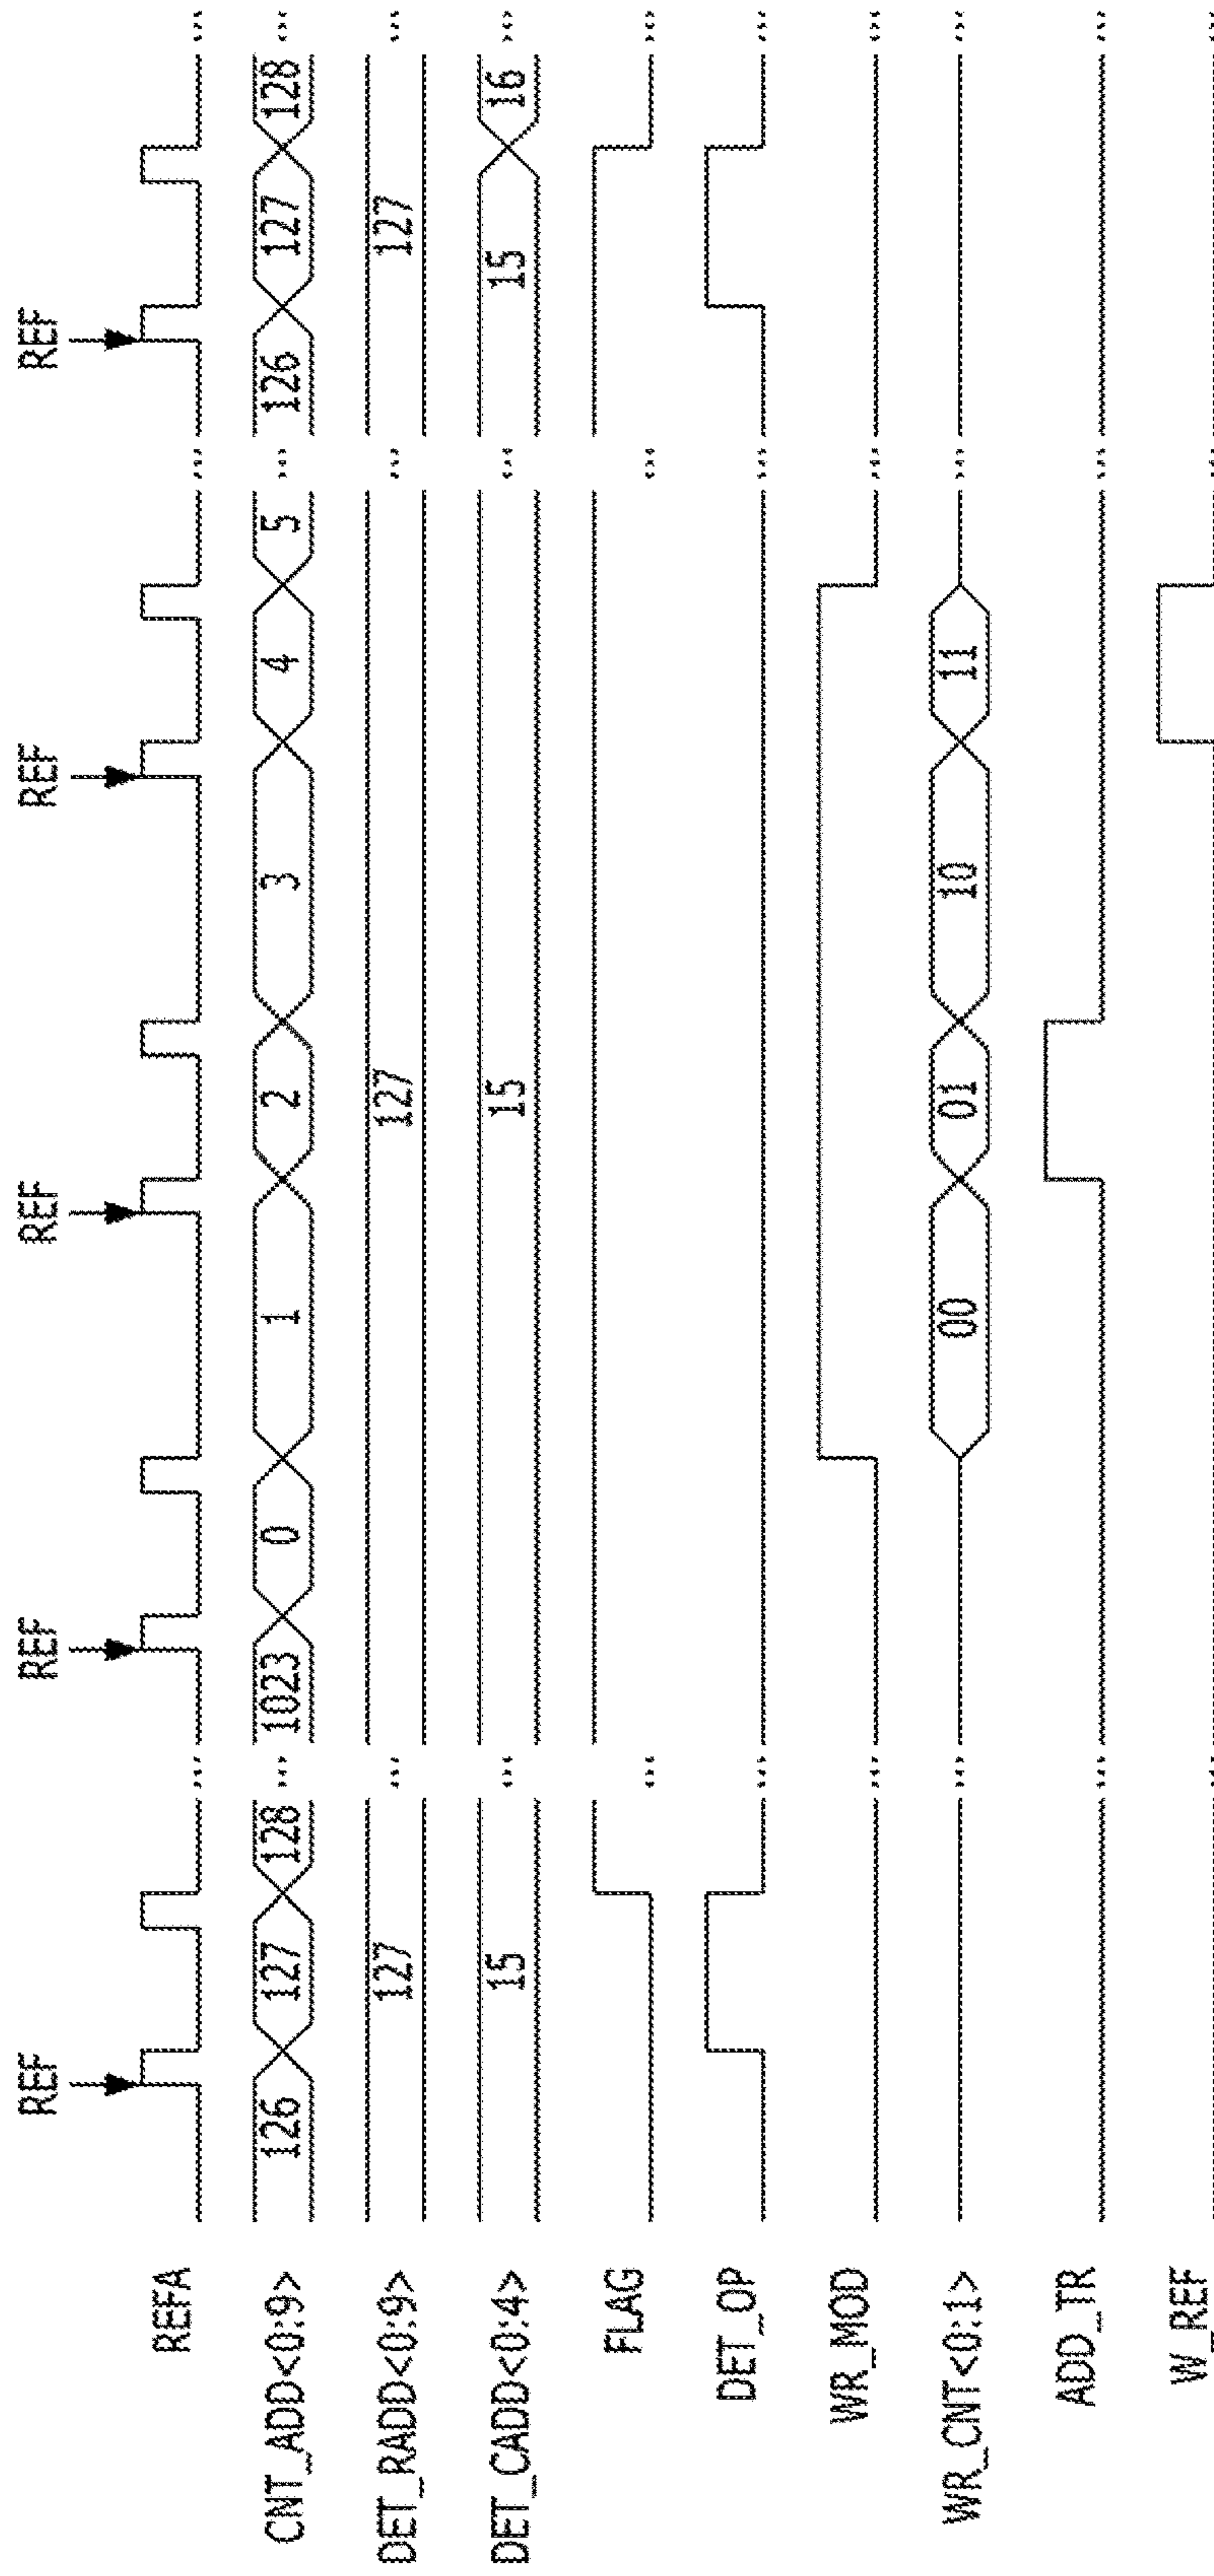 REF REF REF REF REF
REFA
CNT_ADD<0:9> 126 127 128 1023 0 1 2 3 4 5 126 127 128
DET_RADD<0:9> 127 127 127
DET_CADD<0:4> 15 15 15 16
FLAG
DET_OP
WR_MOD
WR_CNT<0:1> 00 01 10 11
ADD_TR
W_REF